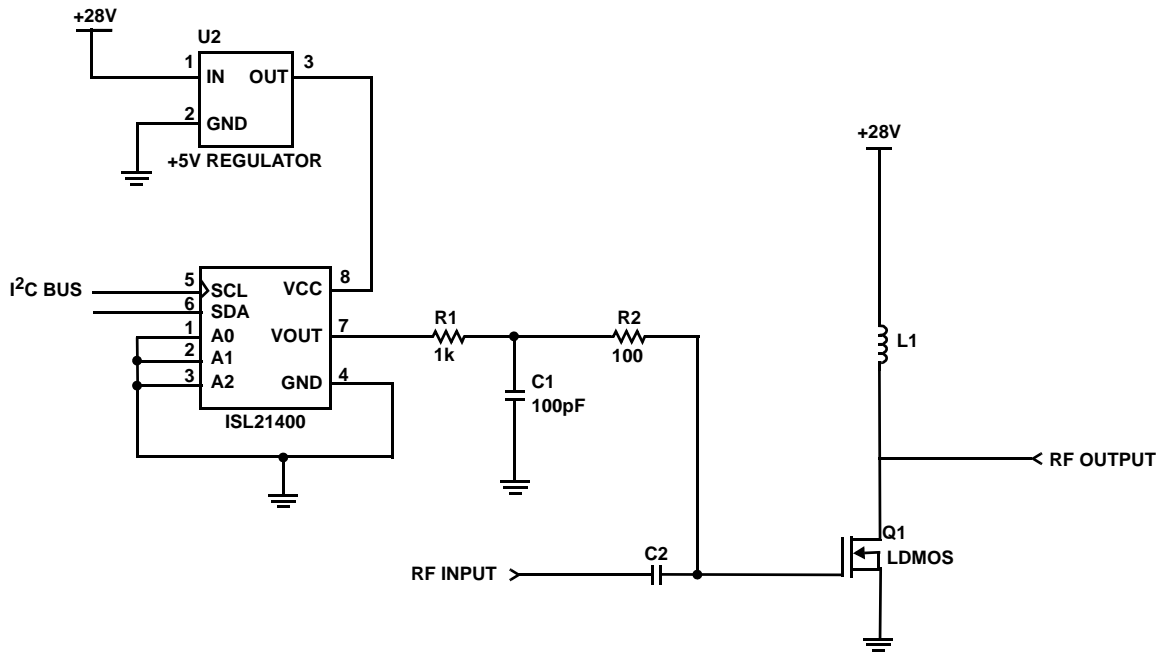 +28V
U2
1
IN
OUT
3
2
GND
+5V REGULATOR
+28V
I²C BUS
5
SCL
6
SDA
1
A0
2
A1
3
A2
VCC
8
VOUT
7
GND
4
ISL21400
R1
1k
R2
100
C1
100pF
L1
RF OUTPUT
Q1
LDMOS
C2
RF INPUT